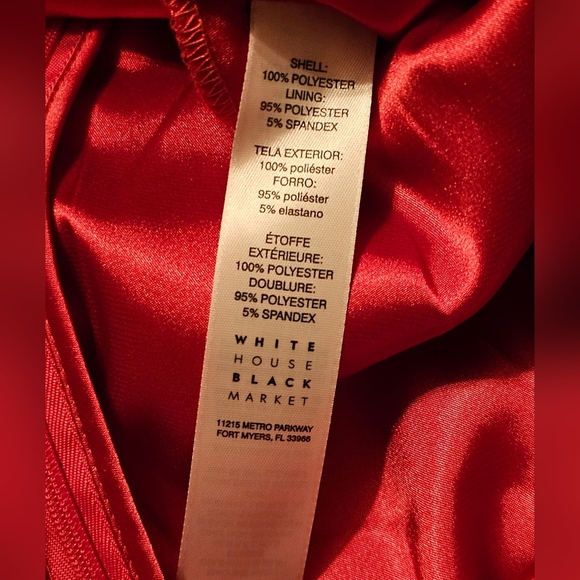 SHELL:
100% POLYESTER
LINING:
95% POLYESTER
5% SPANDEX
TELA EXTERIOR:
100% poliéster
FORRO:
95% poliéster
5% elastano
ÉTOFFE
EXTÉRIEURE:
100% POLYESTER
DOUBLURE:
95% POLYESTER
5% SPANDEX
WHITE
HOUSE
BLACK
MARKET
11215 METRO PARKWAY
FORT MYERS, FL 33966